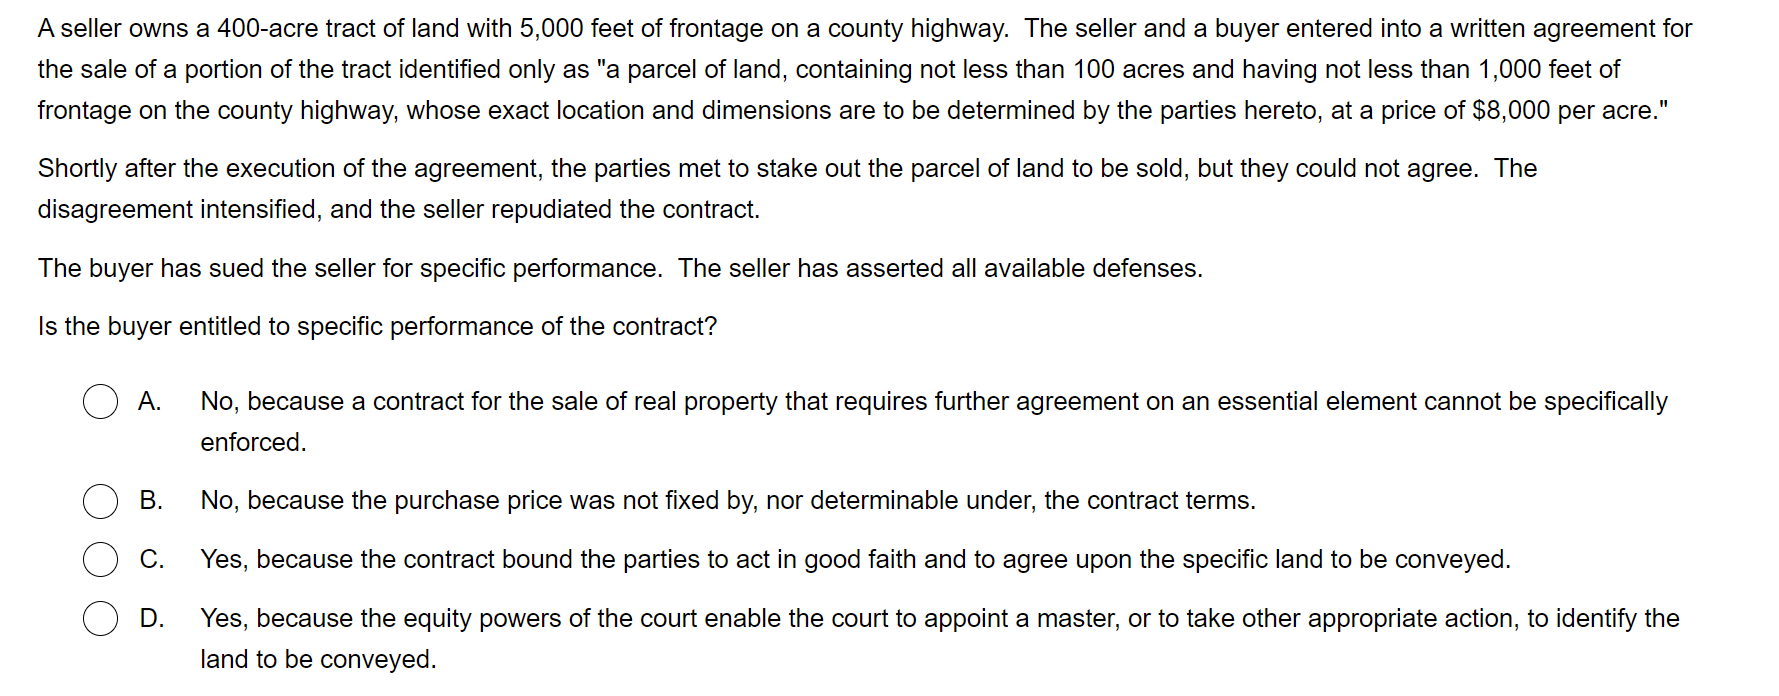 A seller owns a 400-acre tract of land with 5,000 feet of frontage on a county highway.  The seller and a buyer entered into a written agreement for
the sale of a portion of the tract identified only as "a parcel of land, containing not less than 100 acres and having not less than 1,000 feet of
frontage on the county highway, whose exact location and dimensions are to be determined by the parties hereto, at a price of $8,000 per acre."
Shortly after the execution of the agreement, the parties met to stake out the parcel of land to be sold, but they could not agree.  The
disagreement intensified, and the seller repudiated the contract.
The buyer has sued the seller for specific performance.  The seller has asserted all available defenses.
Is the buyer entitled to specific performance of the contract?
A. No, because a contract for the sale of real property that requires further agreement on an essential element cannot be specifically
enforced.
B. No, because the purchase price was not fixed by, nor determinable under, the contract terms.
C. Yes, because the contract bound the parties to act in good faith and to agree upon the specific land to be conveyed.
D. Yes, because the equity powers of the court enable the court to appoint a master, or to take other appropriate action, to identify the
land to be conveyed.